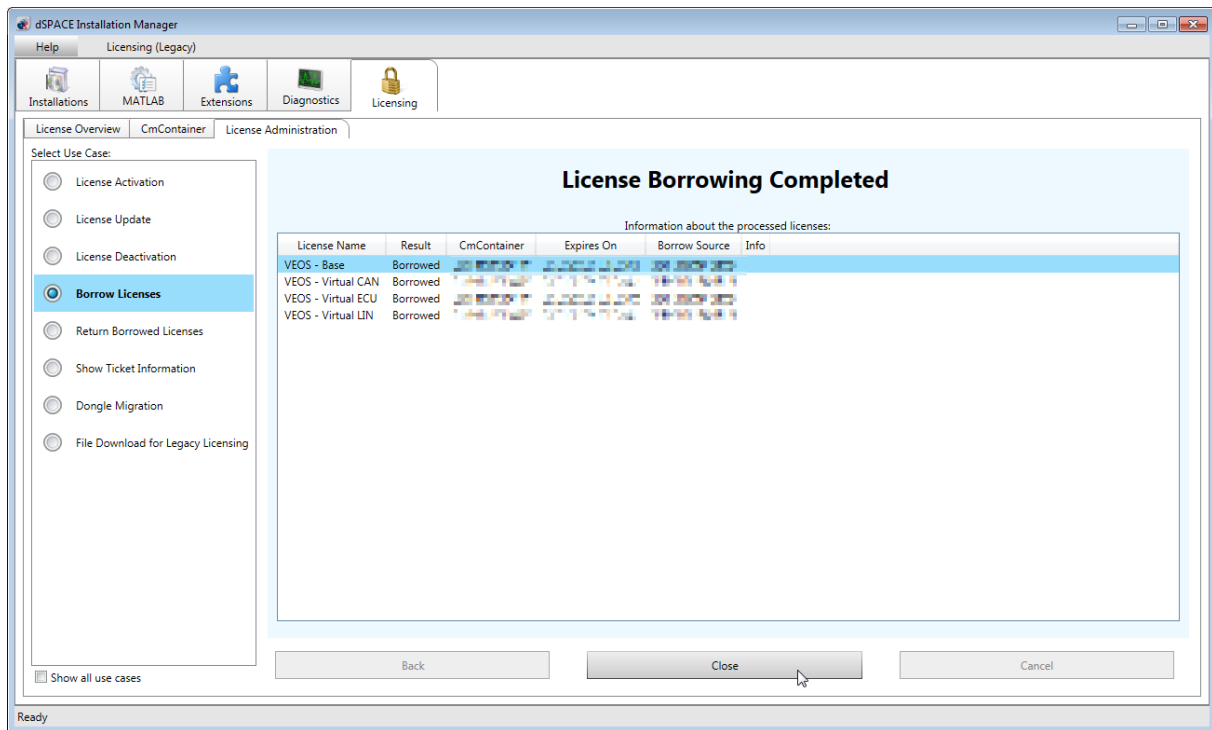 dSPACE Installation Manager
Help Licensing (Legacy)
Installations MATLAB Extensions Diagnostics Licensing
License Overview CmContainer License Administration
Select Use Case:
License Activation
License Update
License Deactivation
Borrow Licenses
Return Borrowed Licenses
Show Ticket Information
Dongle Migration
File Download for Legacy Licensing
Show all use cases
License Borrowing Completed
Information about the processed licenses:
License Name Result CmContainer Expires On Borrow Source Info
VEOS - Base Borrowed
VEOS - Virtual CAN Borrowed
VEOS - Virtual ECU Borrowed
VEOS - Virtual LIN Borrowed
Back Close Cancel
Ready